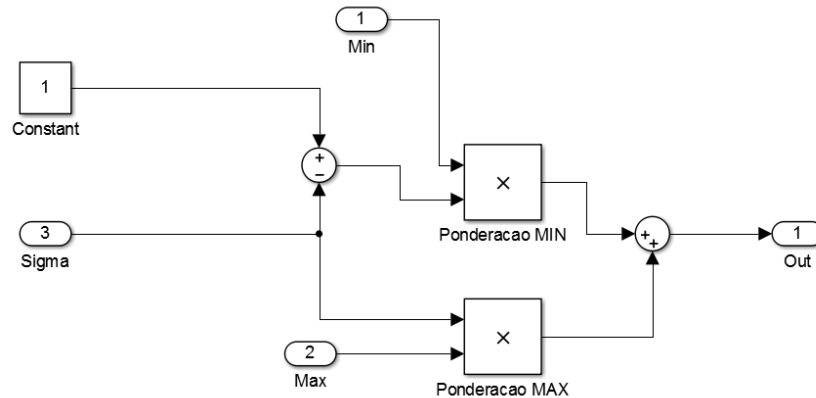 1
Min
1
Constant
+
−
×
Ponderacao MIN
3
Sigma
+
+
1
Out
2
Max
×
Ponderacao MAX